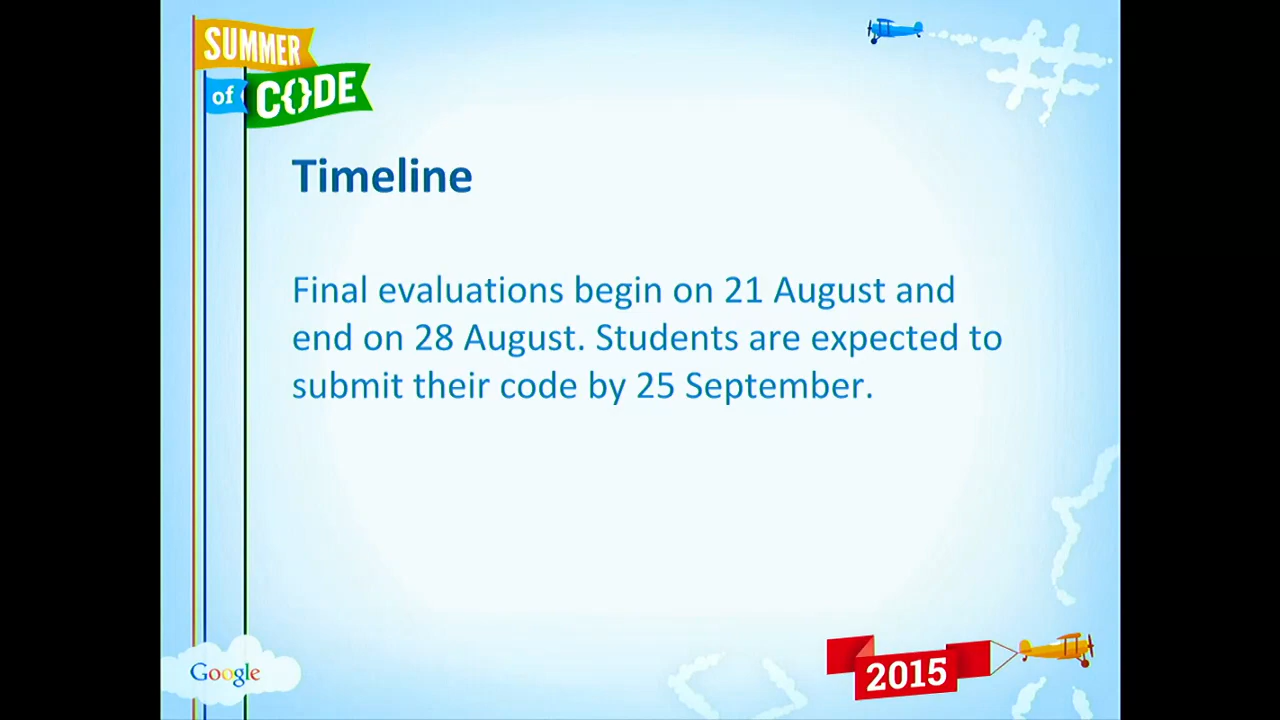 SUMMER
of CODE
Timeline
Final evaluations begin on 21 August and
end on 28 August. Students are expected to
submit their code by 25 September.
Google
2015